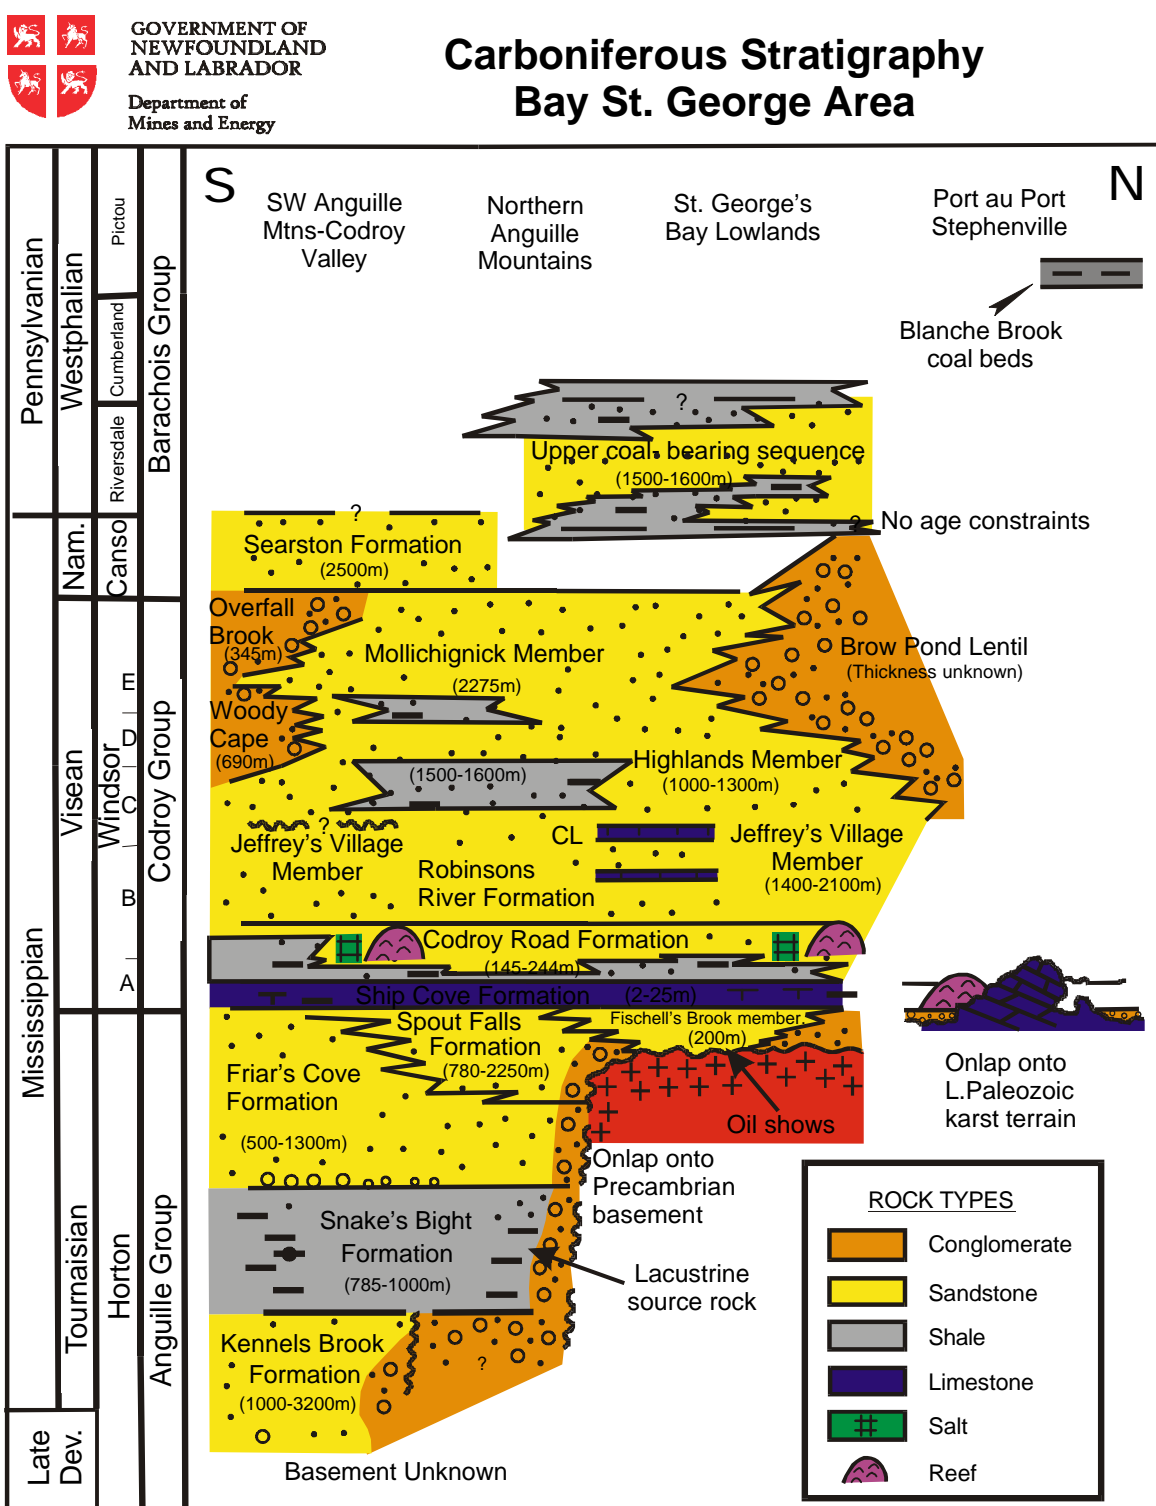 GOVERNMENT OF
NEWFOUNDLAND
AND LABRADOR
Department of
Mines and Energy
Carboniferous Stratigraphy
Bay St. George Area
S
N
SW Anguille
Mtns-Codroy
Valley
Northern
Anguille
Mountains
St. George's
Bay Lowlands
Port au Port
Stephenville
Blanche Brook
coal beds
Pennsylvanian
Westphalian
Pictou
Cumberland
Riversdale
Barachois Group
Nam.
Canso
Mississippian
Visean
Windsor
E
D
C
B
A
Codroy Group
Tournaisian
Horton
Anguille Group
Late
Dev.
?
Upper coal- bearing sequence
(1500-1600m)
?
No age constraints
?
Searston Formation
(2500m)
Overfall
Brook
(345m)
Mollichignick Member
(2275m)
Brow Pond Lentil
(Thickness unknown)
Woody
Cape
(690m)
(1500-1600m)
Highlands Member
(1000-1300m)
?
Jeffrey's Village
Member
CL
Jeffrey's Village
Member
(1400-2100m)
Robinsons
River Formation
Codroy Road Formation
(145-244m)
Ship Cove Formation
(2-25m)
Spout Falls
Formation
(780-2250m)
Fischell's Brook member
(200m)
Friar's Cove
Formation
(500-1300m)
Oil shows
Onlap onto
L.Paleozoic
karst terrain
Onlap onto
Precambrian
basement
Snake's Bight
Formation
(785-1000m)
Lacustrine
source rock
Kennels Brook
Formation
(1000-3200m)
?
Basement Unknown
ROCK TYPES
Conglomerate
Sandstone
Shale
Limestone
Salt
Reef